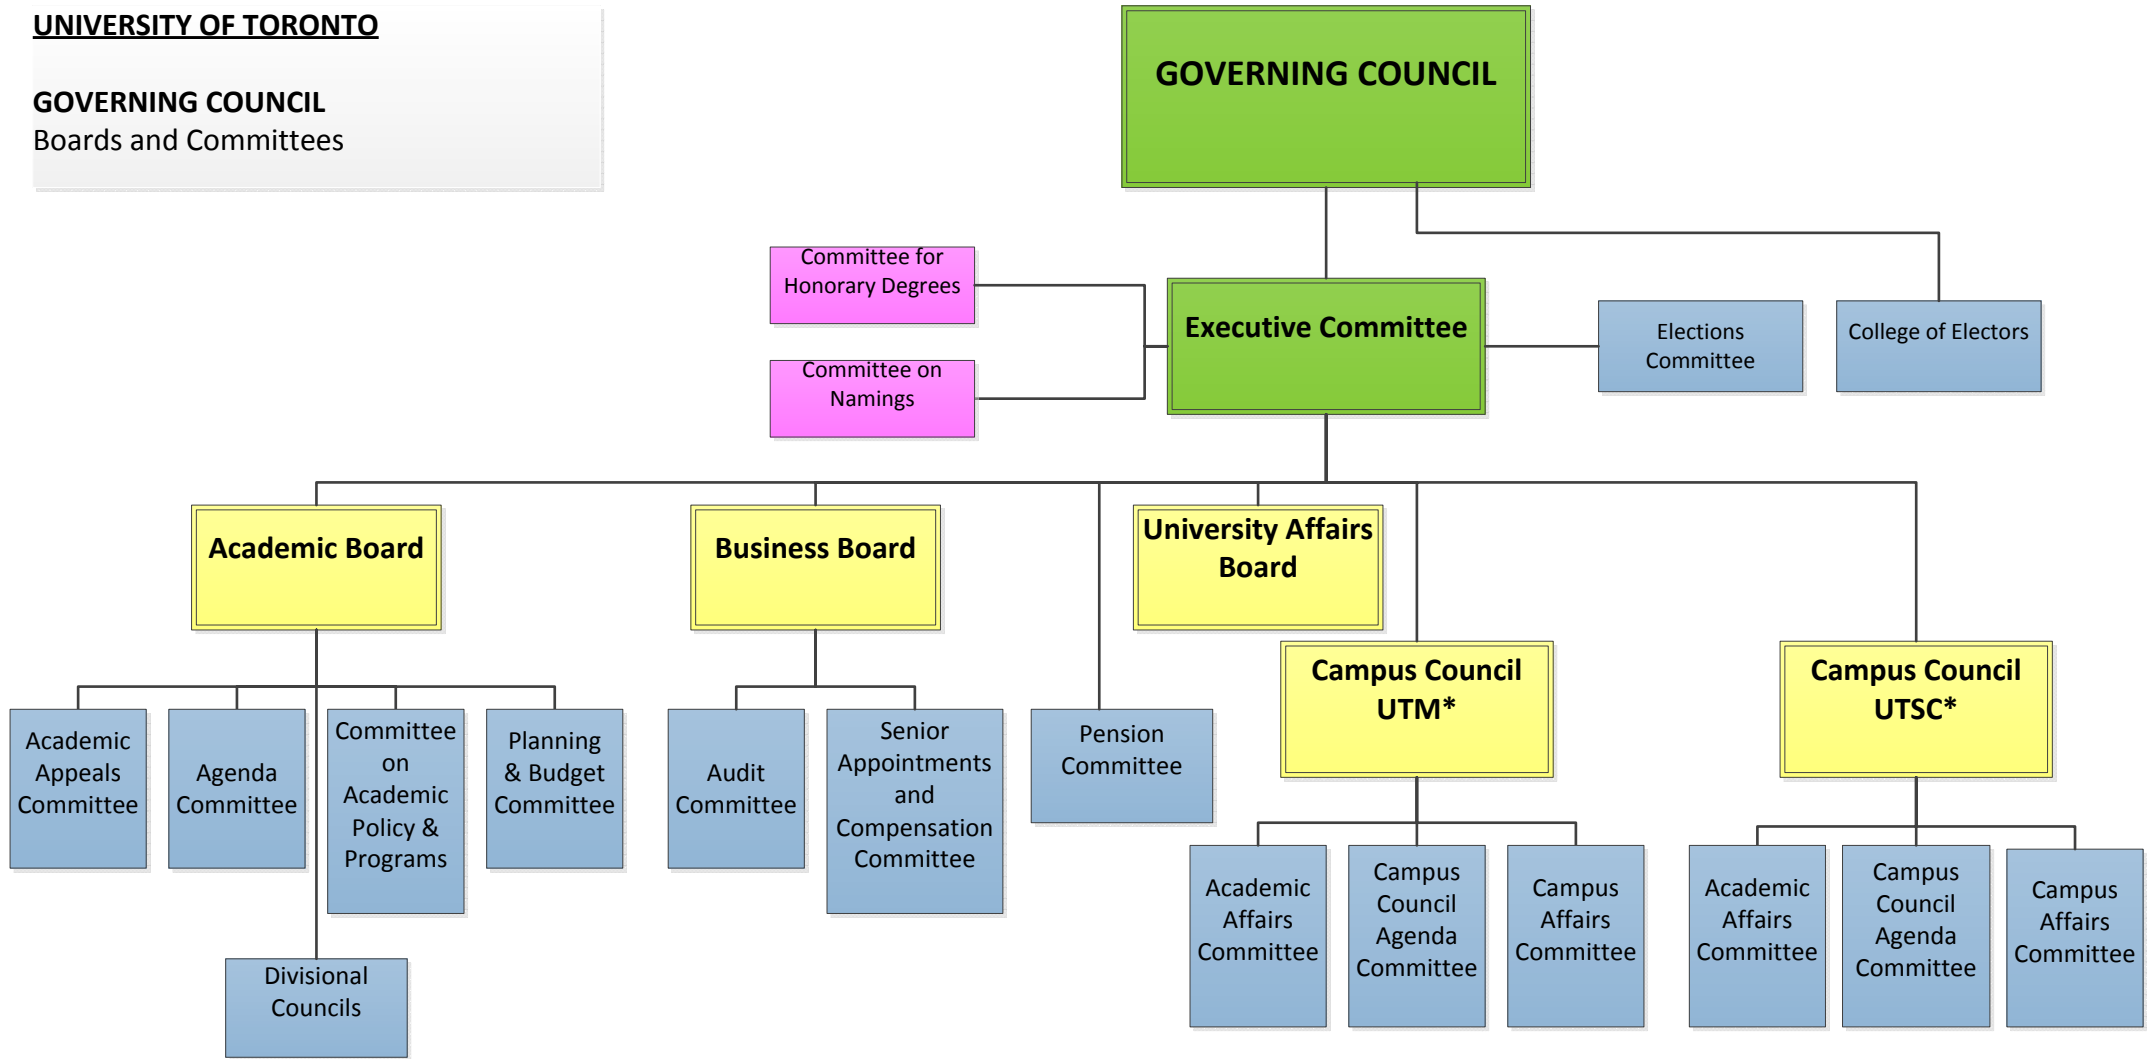 UNIVERSITY OF TORONTO
GOVERNING COUNCIL
Boards and Committees
GOVERNING COUNCIL
Committee for
Honorary Degrees
Committee on
Namings
Executive Committee
Elections
Committee
College of Electors
Academic Board
Business Board
University Affairs
Board
Campus Council
UTM*
Campus Council
UTSC*
Academic
Appeals
Committee
Agenda
Committee
Committee
on
Academic
Policy &
Programs
Planning
& Budget
Committee
Divisional
Councils
Audit
Committee
Senior
Appointments
and
Compensation
Committee
Pension
Committee
Academic
Affairs
Committee
Campus
Council
Agenda
Committee
Campus
Affairs
Committee
Academic
Affairs
Committee
Campus
Council
Agenda
Committee
Campus
Affairs
Committee